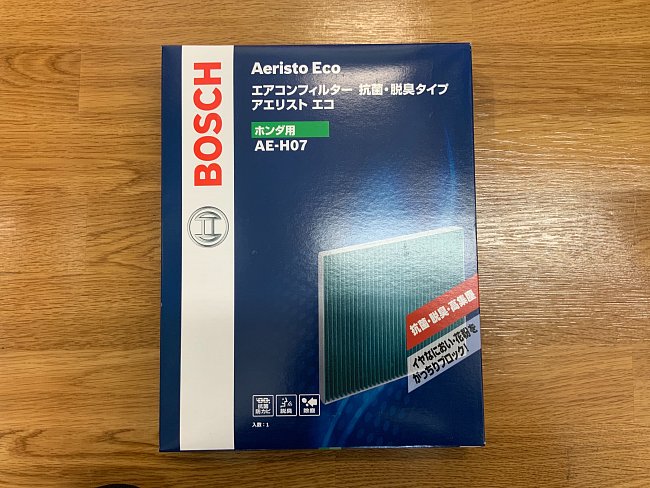 BOSCH
Aeristo Eco
エアコンフィルター 抗菌・脱臭タイプ
アエリスト エコ
ホンダ用
AE-H07
抗菌・脱臭・高集塵
イヤなにおい・花粉を
がっちりブロック!
抗菌
防カビ
脱臭
除塵
入数:1